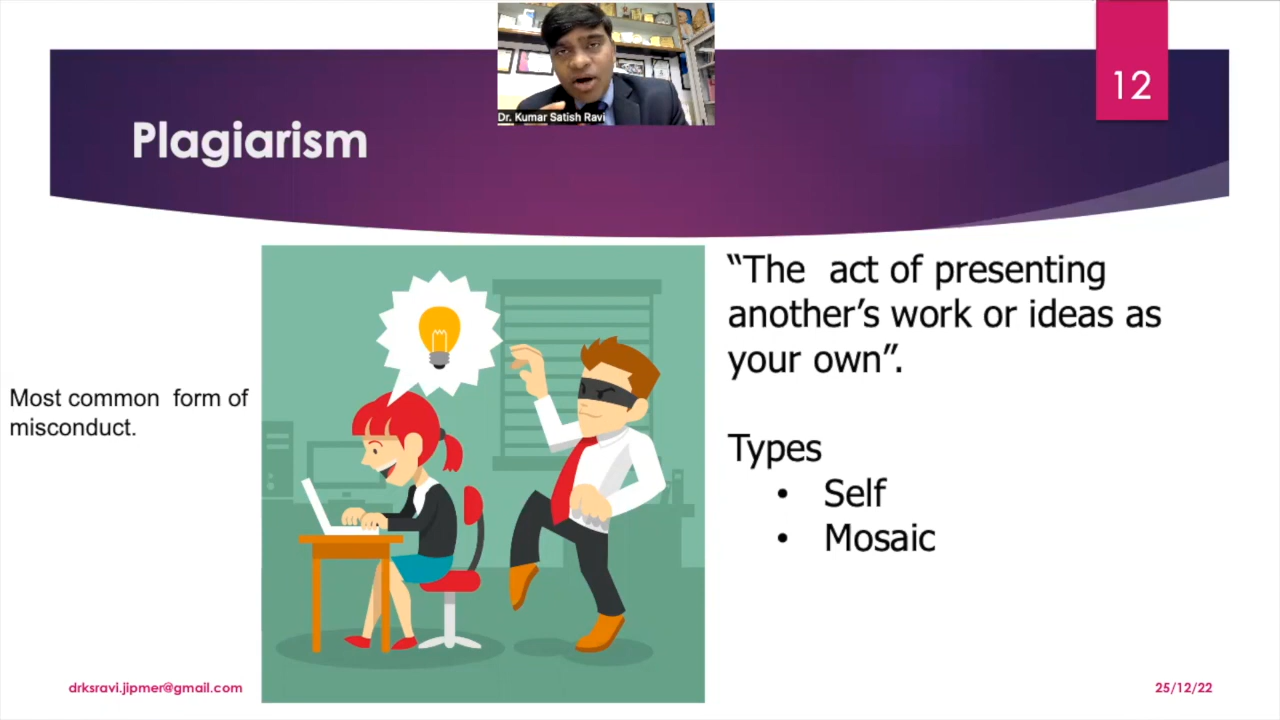 Dr. Kumar Satish Ravi
12
Plagiarism
Most common form of
misconduct.
“The act of presenting
another’s work or ideas as
your own”.
Types
• Self
• Mosaic
drksravi.jipmer@gmail.com
25/12/22